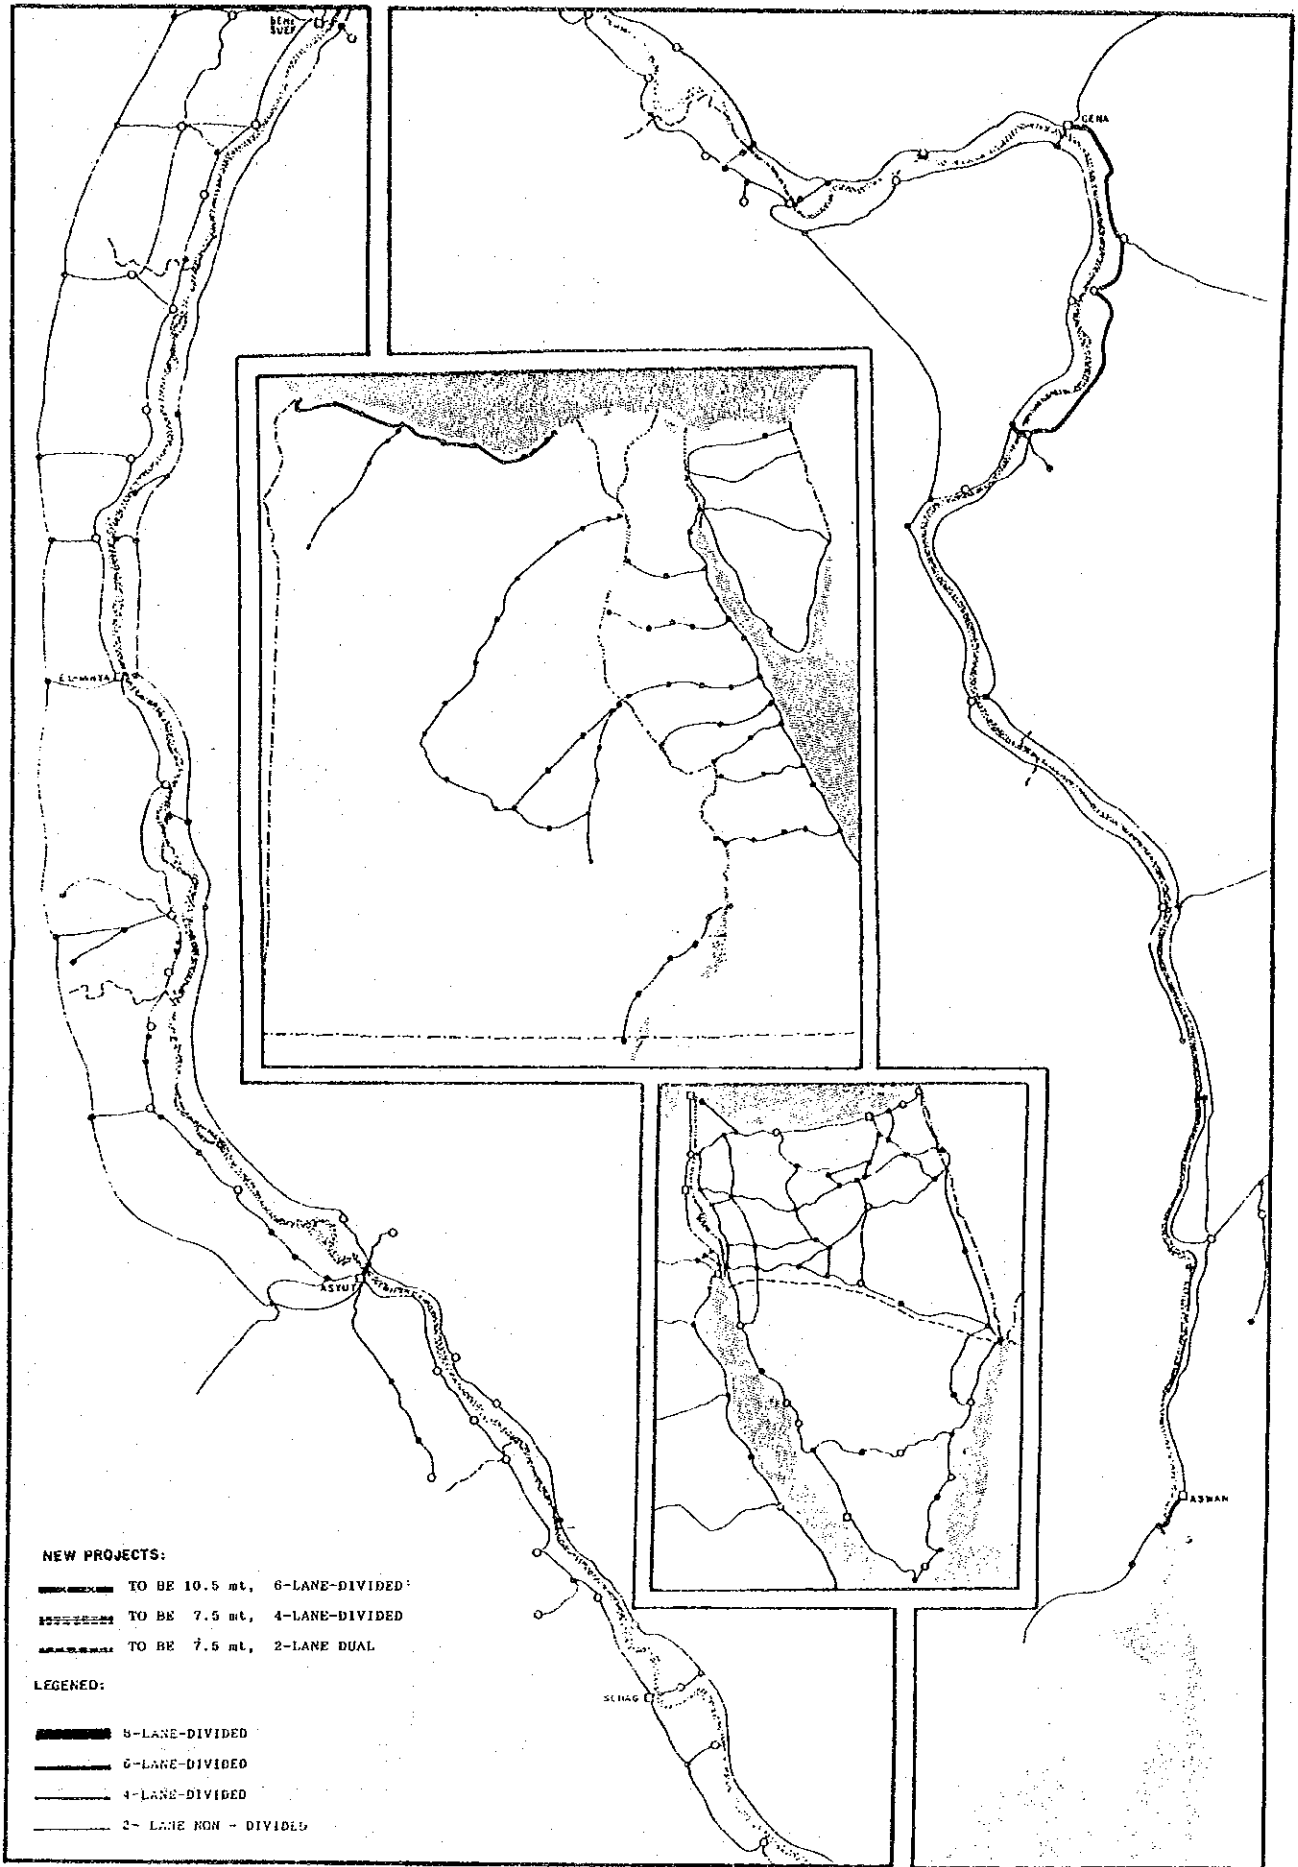 BENI
SUEF
GENA
EL-MINYA
ASYUT
ASWAN
SEHAG
NEW PROJECTS:
TO BE 10.5 mt, 6-LANE-DIVIDED
TO BE 7.5 mt, 4-LANE-DIVIDED
TO BE 7.5 mt, 2-LANE DUAL
LEGENED:
8-LANE-DIVIDED
6-LANE-DIVIDED
4-LANE-DIVIDED
2- LANE NON - DIVIDED